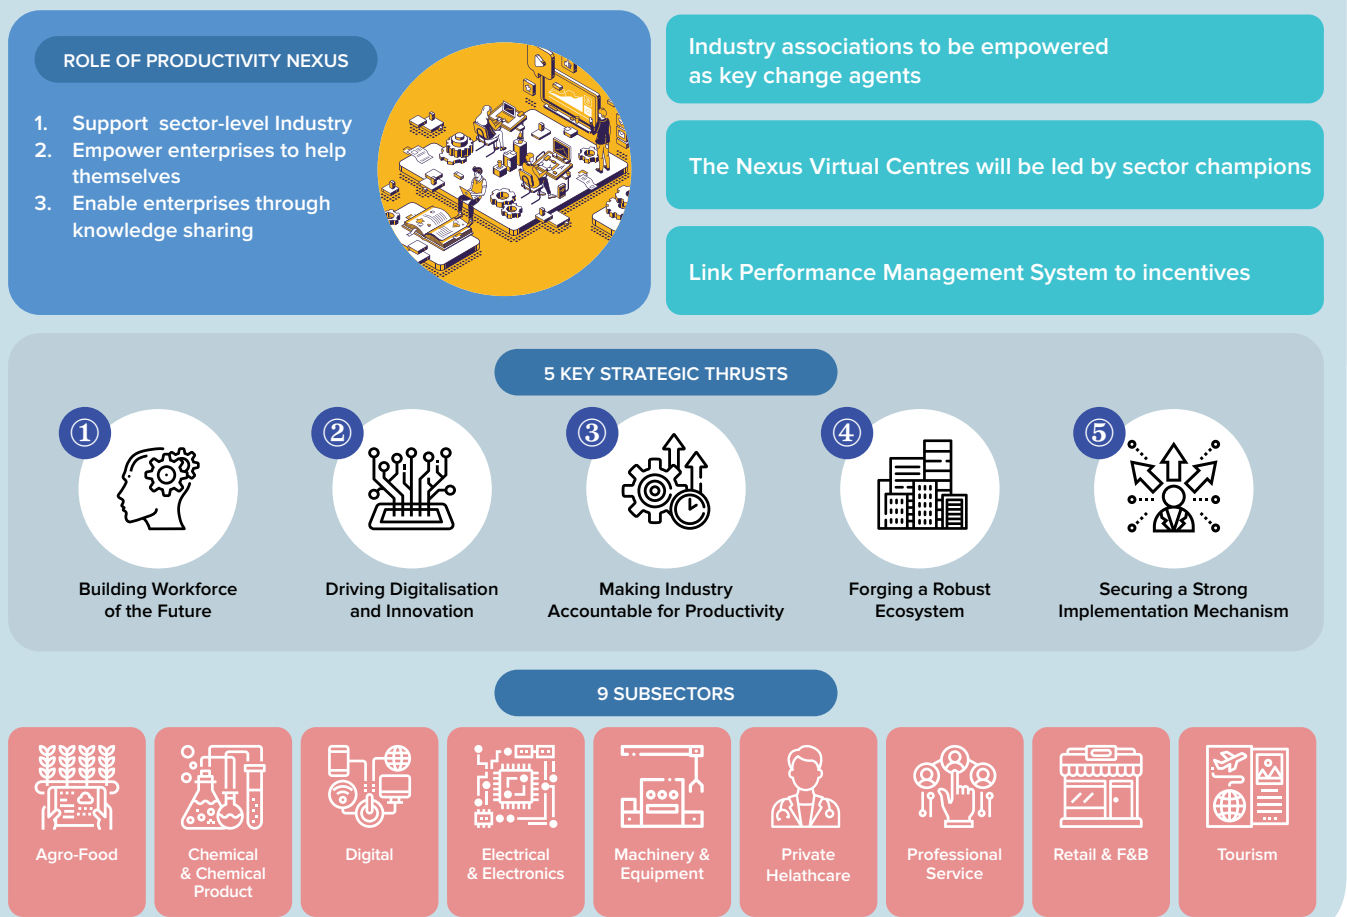 ROLE OF PRODUCTIVITY NEXUS
1. Support sector-level Industry
2. Empower enterprises to help
themselves
3. Enable enterprises through
knowledge sharing
Industry associations to be empowered
as key change agents
The Nexus Virtual Centres will be led by sector champions
Link Performance Management System to incentives
5 KEY STRATEGIC THRUSTS
①
Building Workforce
of the Future
②
Driving Digitalisation
and Innovation
③
Making Industry
Accountable for Productivity
④
Forging a Robust
Ecosystem
⑤
Securing a Strong
Implementation Mechanism
9 SUBSECTORS
Agro-Food
Chemical
& Chemical
Product
Digital
Electrical
& Electronics
Machinery &
Equipment
Private
Helathcare
Professional
Service
Retail & F&B
Tourism